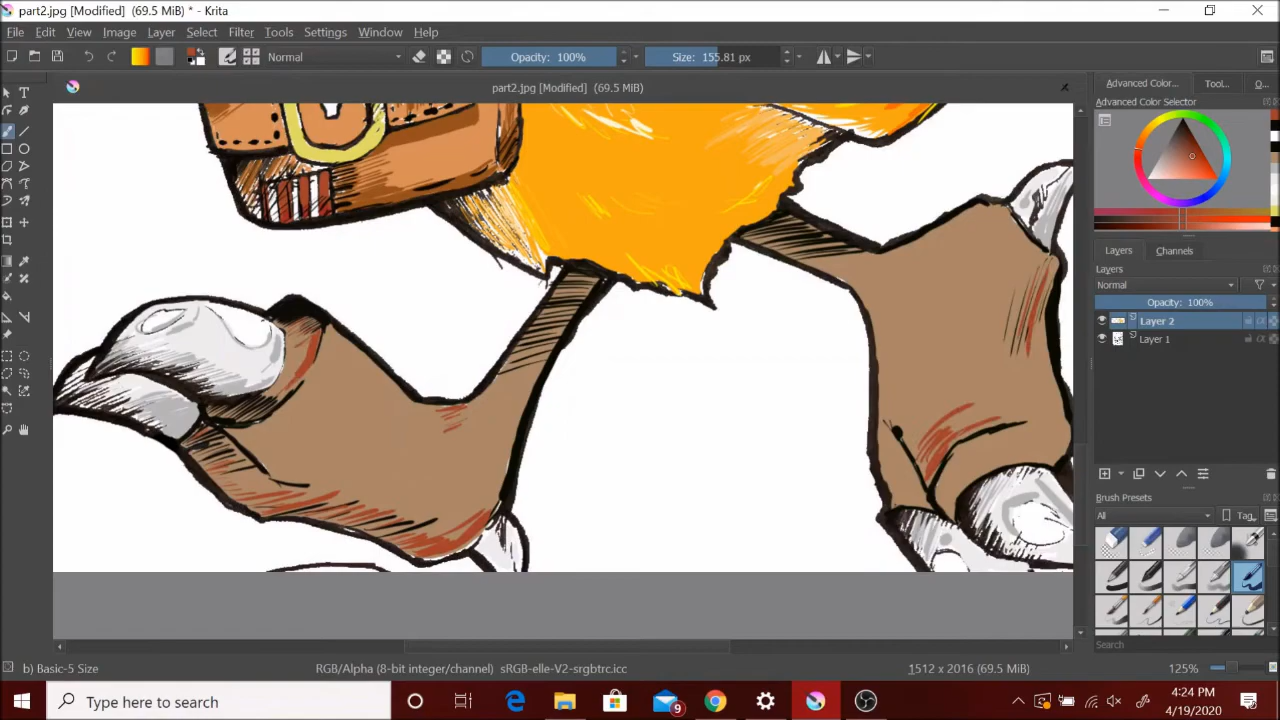 part2.jpg [Modified] (69.5 MiB) * - Krita
File Edit View Image Layer Select Filter Tools Settings Window Help
Normal Opacity: 100% Size: 155.81 px
part2.jpg [Modified] (69.5 MiB)
Advanced Color... Tool... O...
Advanced Color Selector
Layers Channels
Layers
Normal
Opacity: 100%
Layer 2
Layer 1
Brush Presets
All Tag
Search
b) Basic-5 Size RGB/Alpha (8-bit integer/channel) sRGB-elle-V2-srgbtrc.icc 1512 x 2016 (69.5 MiB) 125%
Type here to search
9
4:24 PM
4/19/2020